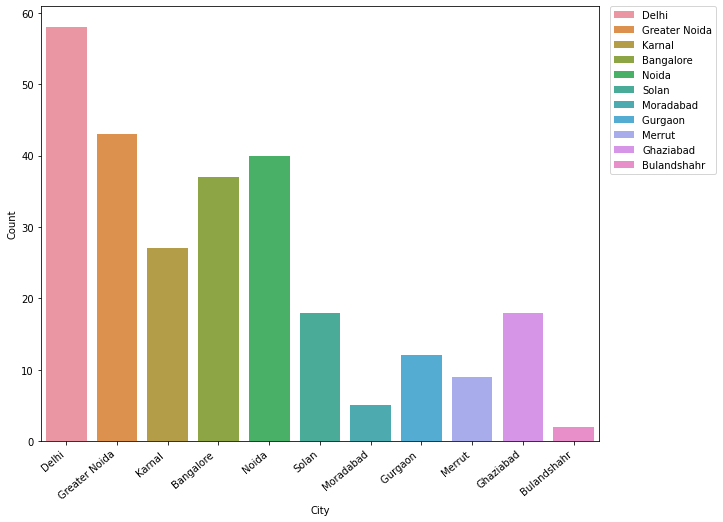 60
50
40
30
20
10
0
Count
Delhi
Greater Noida
Karnal
Bangalore
Noida
Solan
Moradabad
Gurgaon
Merrut
Ghaziabad
Bulandshahr
City
Delhi
Greater Noida
Karnal
Bangalore
Noida
Solan
Moradabad
Gurgaon
Merrut
Ghaziabad
Bulandshahr